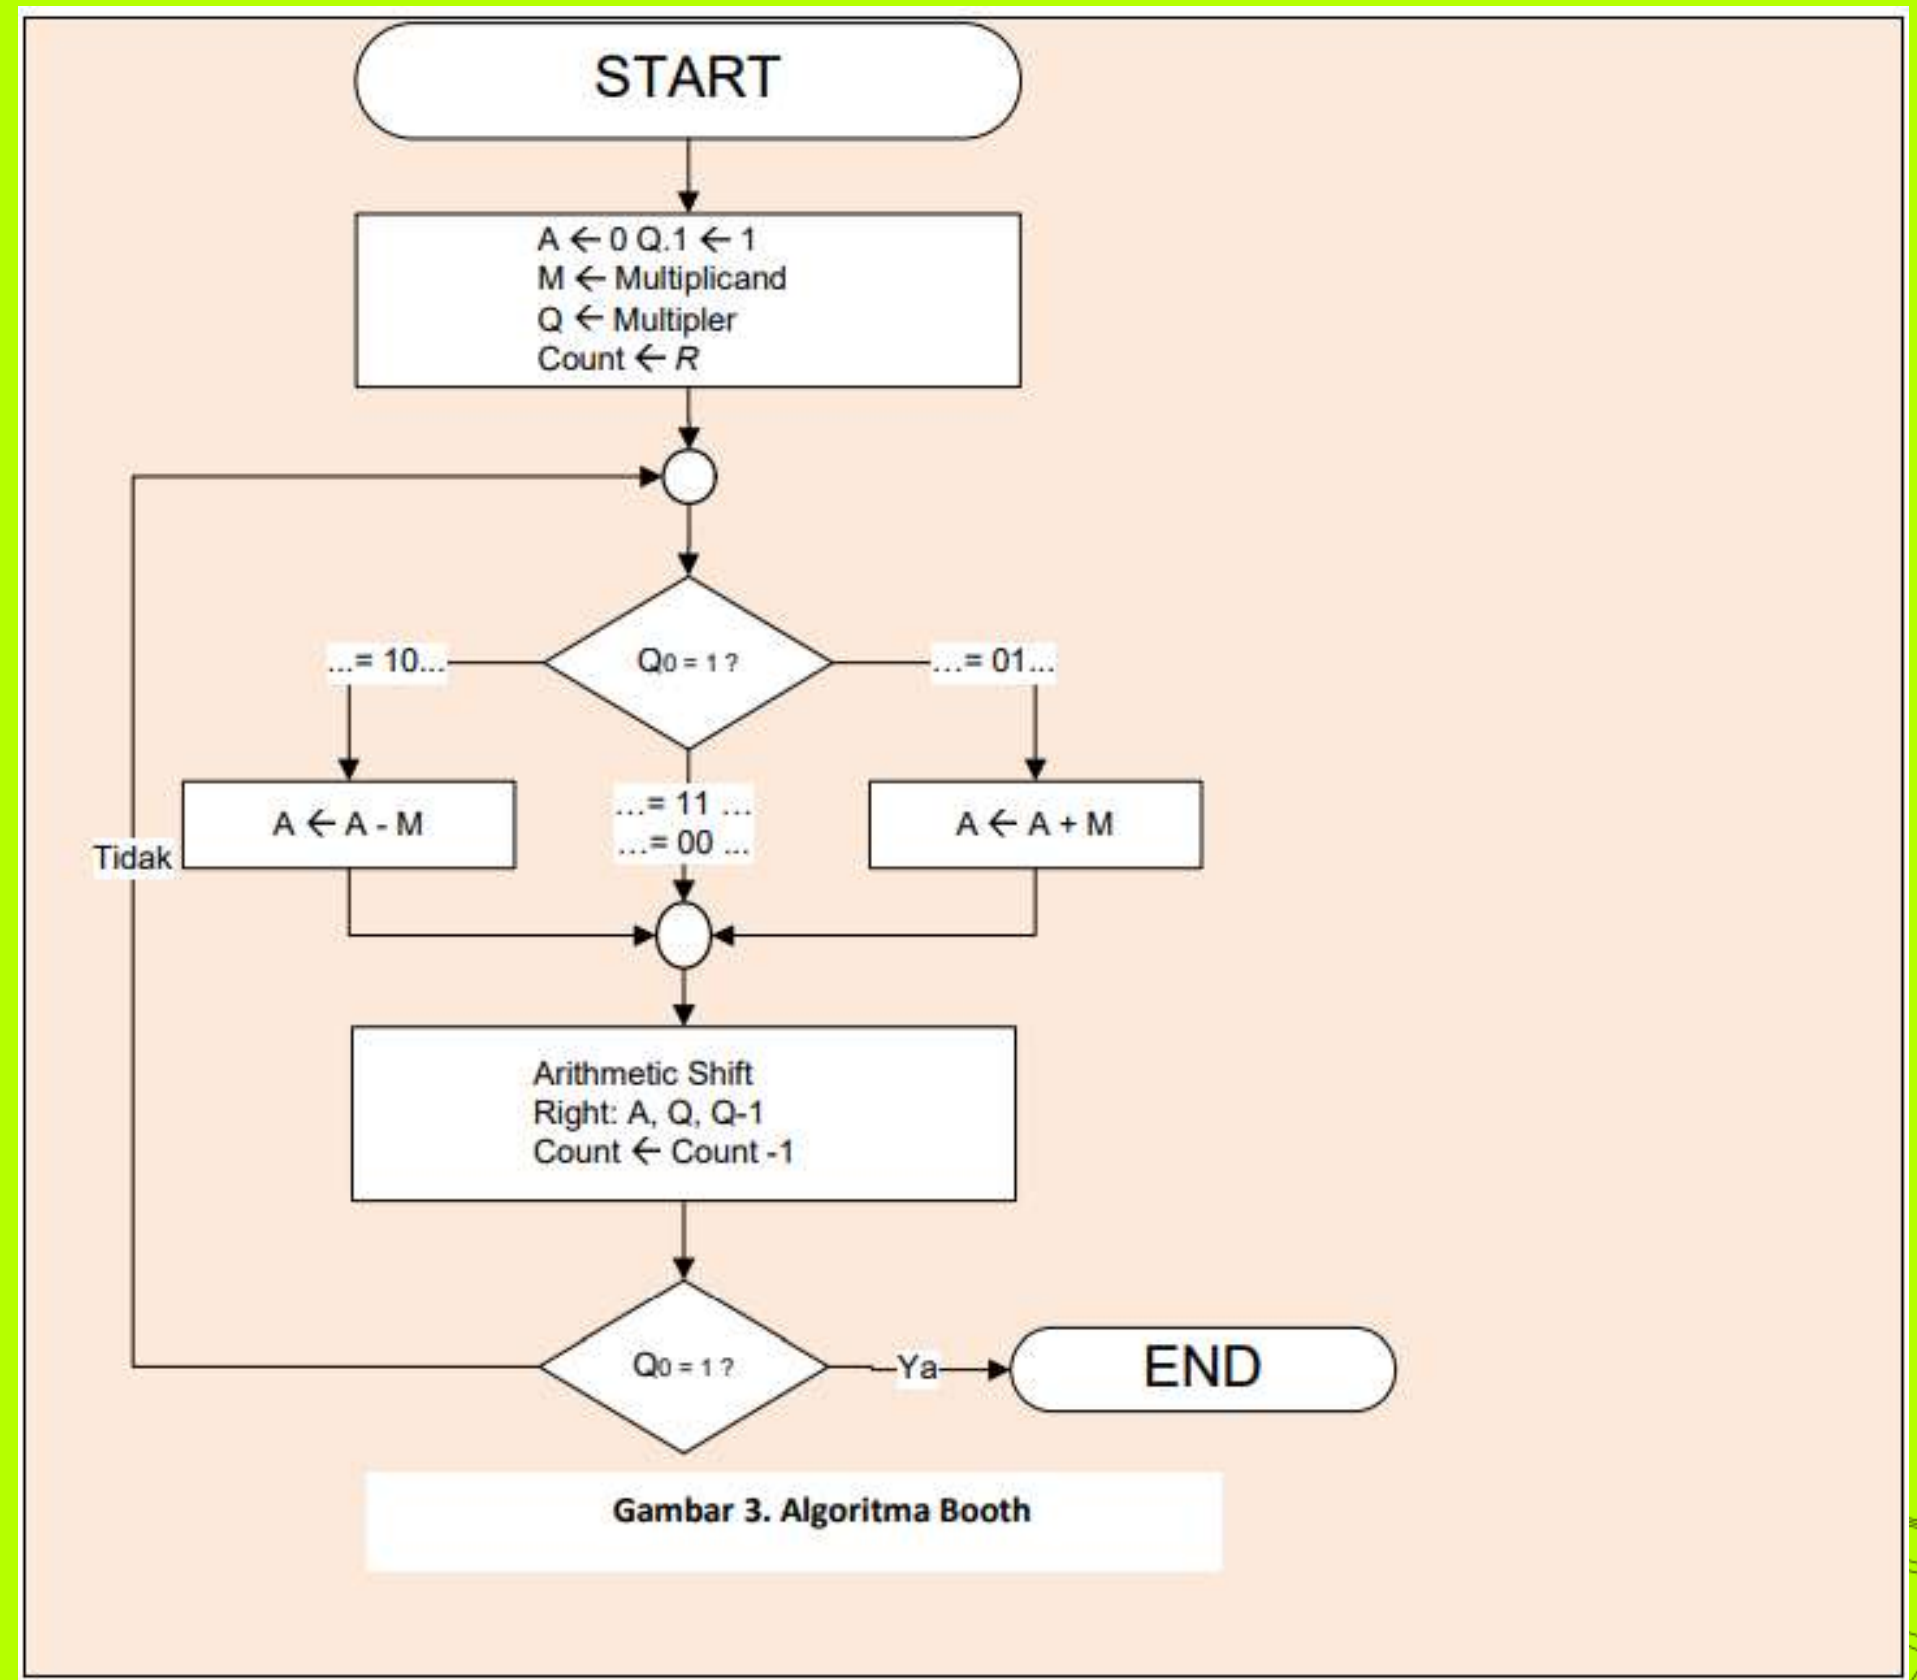 START
A ← 0 Q.1 ← 1
M ← Multiplicand
Q ← Multipler
Count ← R
Q0 = 1 ?
...= 10...
...= 01...
A ← A - M
...= 11 ...
...= 00 ...
A ← A + M
Tidak
Arithmetic Shift
Right: A, Q, Q-1
Count ← Count -1
Q0 = 1 ?
Ya
END
Gambar 3. Algoritma Booth